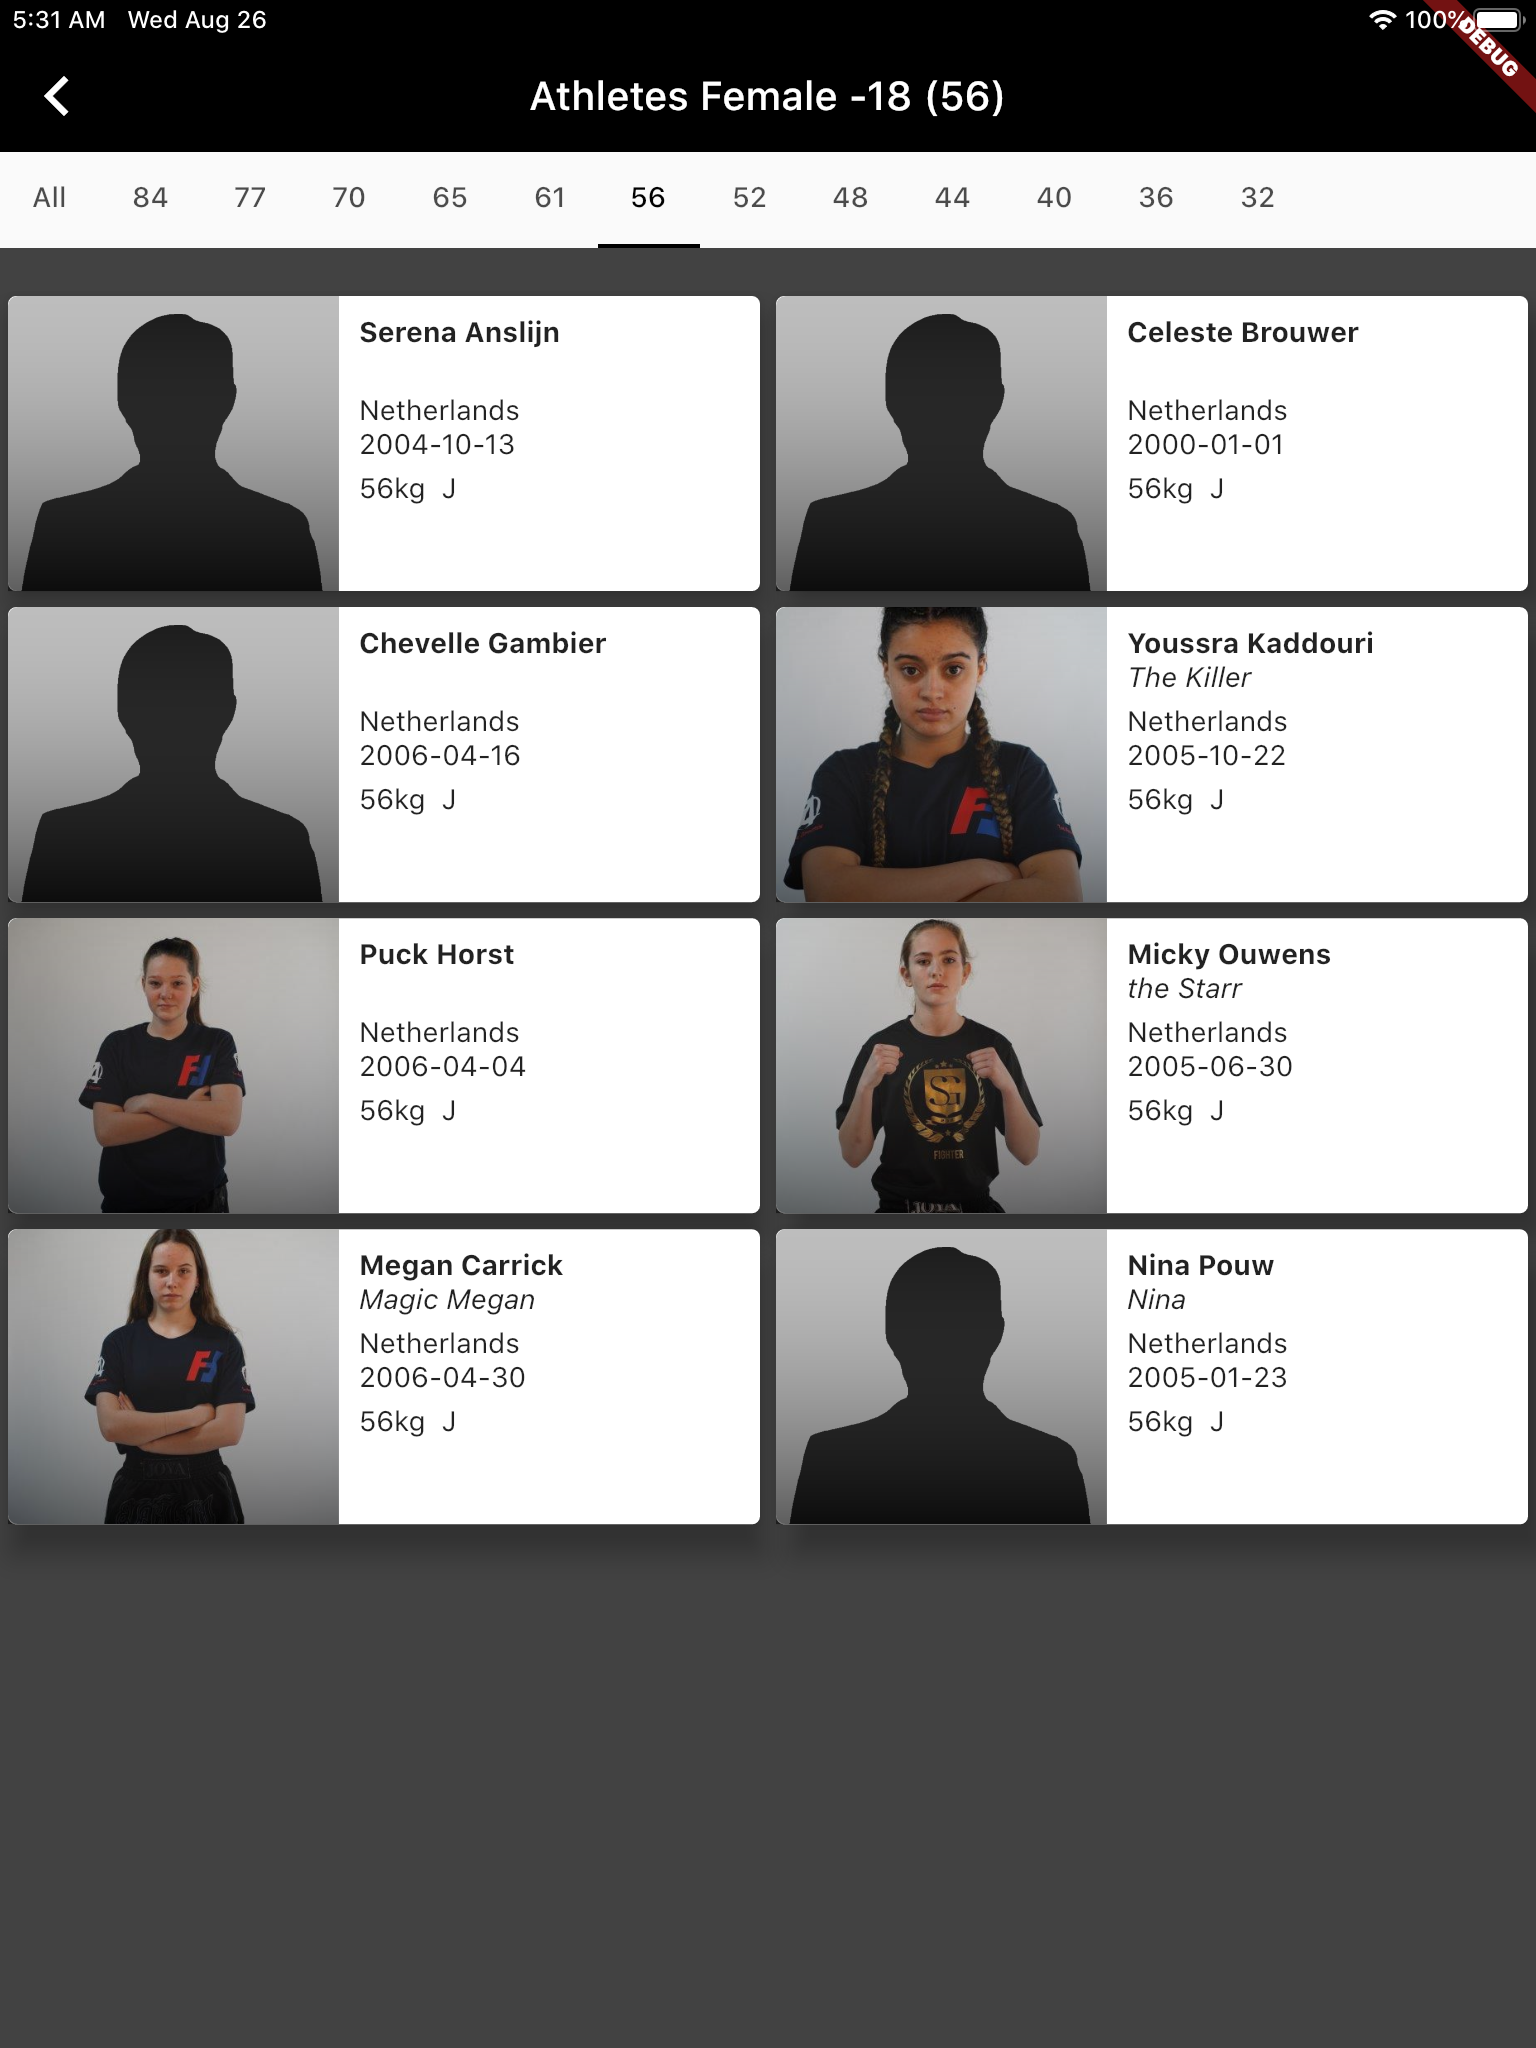 5:31 AM Wed Aug 26
100%
DEBUG
Athletes Female -18 (56)
All 84 77 70 65 61 56 52 48 44 40 36 32
Serena Anslijn
Netherlands
2004-10-13
56kg J
Celeste Brouwer
Netherlands
2000-01-01
56kg J
Chevelle Gambier
Netherlands
2006-04-16
56kg J
Youssra Kaddouri
The Killer
Netherlands
2005-10-22
56kg J
Puck Horst
Netherlands
2006-04-04
56kg J
Micky Ouwens
the Starr
Netherlands
2005-06-30
56kg J
SG
FIGHTER
JOYA
Megan Carrick
Magic Megan
Netherlands
2006-04-30
56kg J
JOYA
Nina Pouw
Nina
Netherlands
2005-01-23
56kg J